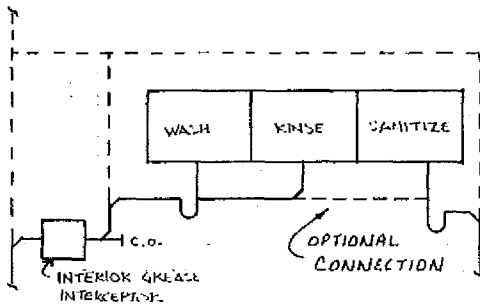 WASH
RINSE
SANITIZE
C.O.
OPTIONAL
CONNECTION
INTERIOR GREASE
INTERCEPTOR